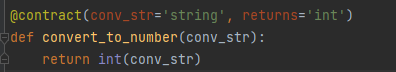 @contract(conv_str='string', returns='int')
def convert_to_number(conv_str):
    return int(conv_str)